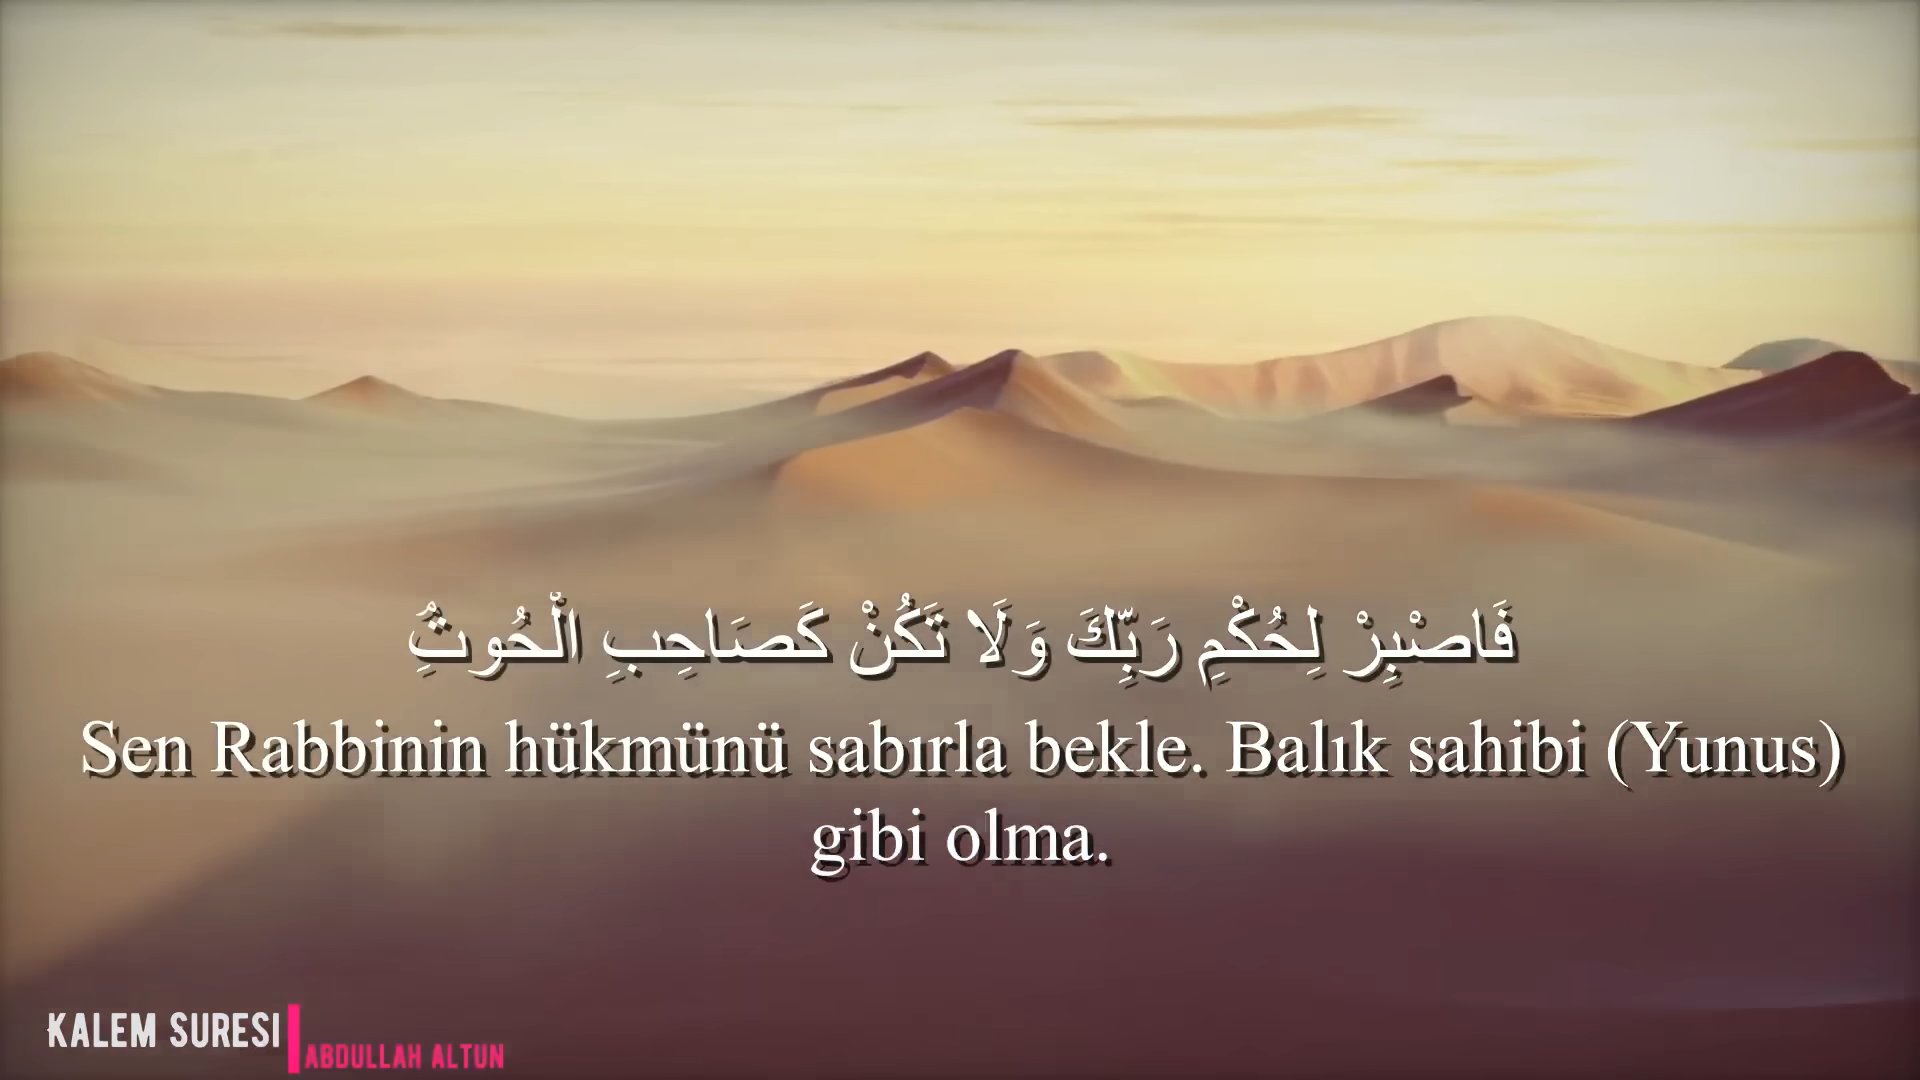 فَاصْبِرْ لِحُكْمِ رَبِّكَ وَلَا تَكُنْ كَصَاحِبِ الْحُوتُِ
Sen Rabbinin hükmünü sabırla bekle. Balık sahibi (Yunus)
gibi olma.
KALEM SURESI
ABDULLAH ALTUN